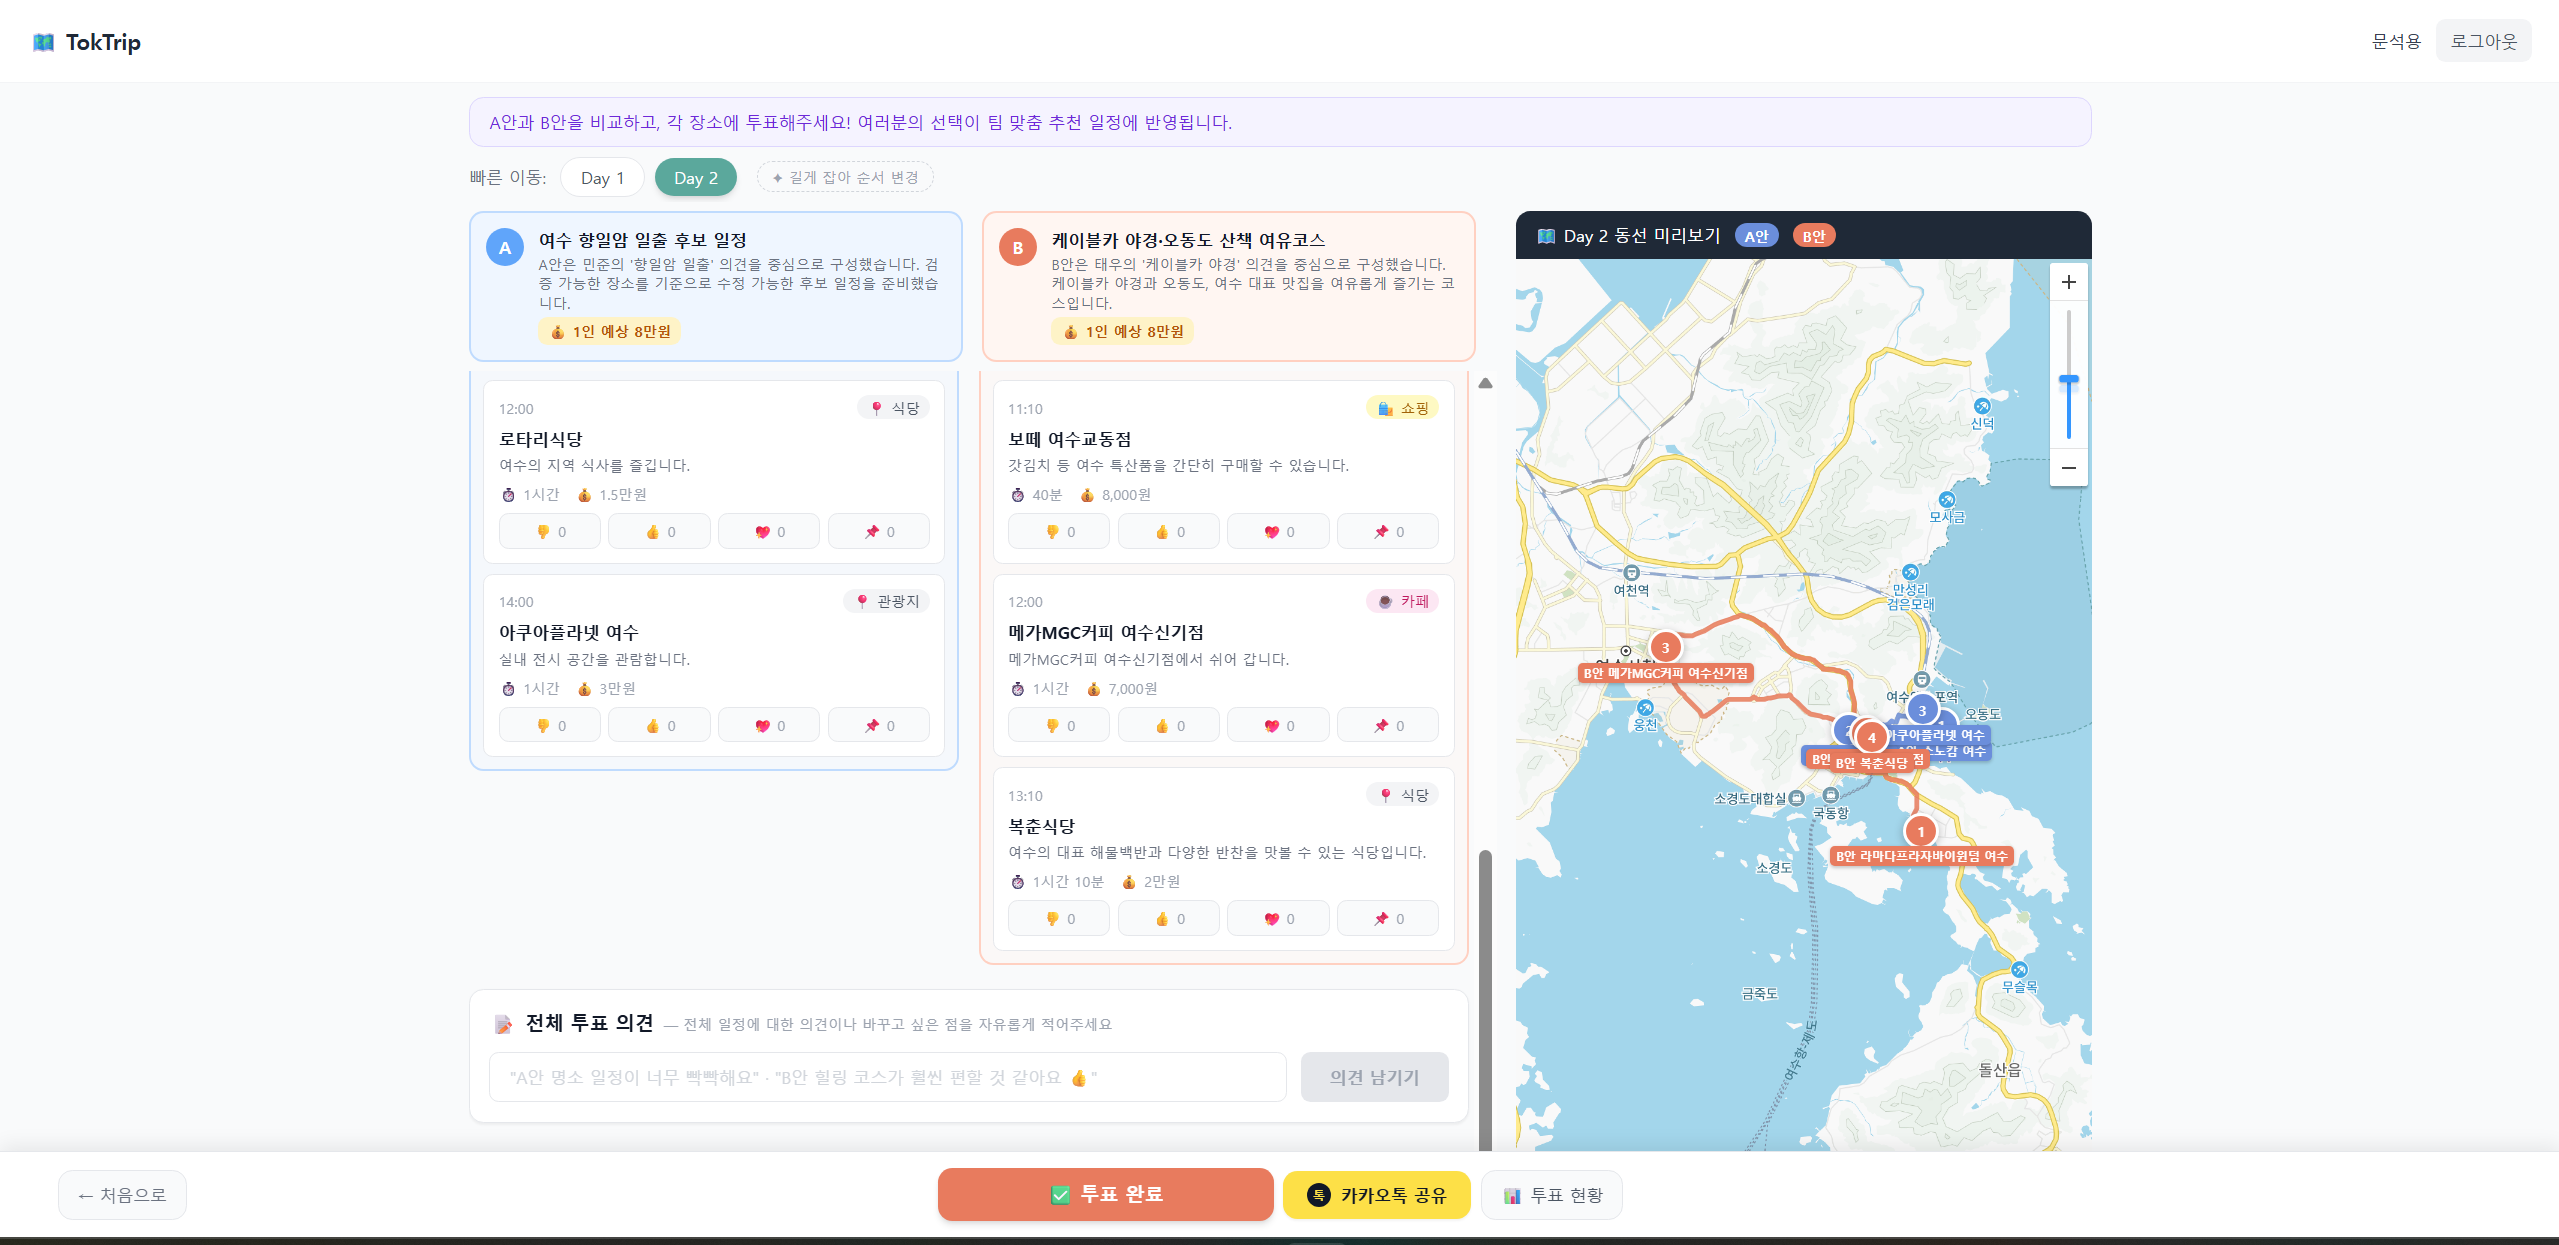 TokTrip
문석용
로그아웃
A안과 B안을 비교하고, 각 장소에 투표해주세요! 여러분의 선택이 팀 맞춤 추천 일정에 반영됩니다.
빠른 이동:
Day 1
Day 2
✦ 길게 잡아 순서 변경
A
여수 향일암 일출 후보 일정
A안은 민준의 '향일암 일출' 의견을 중심으로 구성했습니다. 검
증 가능한 장소를 기준으로 수정 가능한 후보 일정을 준비했습
니다.
1인 예상 8만원
B
케이블카 야경·오동도 산책 여유코스
B안은 태우의 '케이블카 야경' 의견을 중심으로 구성했습니다.
케이블카 야경과 오동도, 여수 대표 맛집을 여유롭게 즐기는 코
스입니다.
1인 예상 8만원
12:00
식당
로타리식당
여수의 지역 식사를 즐깁니다.
1시간 1.5만원
0 0 0 0
14:00
관광지
아쿠아플라넷 여수
실내 전시 공간을 관람합니다.
1시간 3만원
0 0 0 0
11:10
쇼핑
보떼 여수교동점
갓김치 등 여수 특산품을 간단히 구매할 수 있습니다.
40분 8,000원
0 0 0 0
12:00
카페
메가MGC커피 여수신기점
메가MGC커피 여수신기점에서 쉬어 갑니다.
1시간 7,000원
0 0 0 0
13:10
식당
복춘식당
여수의 대표 해물백반과 다양한 반찬을 맛볼 수 있는 식당입니다.
1시간 10분 2만원
0 0 0 0
전체 투표 의견 — 전체 일정에 대한 의견이나 바꾸고 싶은 점을 자유롭게 적어주세요
"A안 명소 일정이 너무 빡빡해요" · "B안 힐링 코스가 훨씬 편할 것 같아요 👍"
의견 남기기
Day 2 동선 미리보기
A안
B안
+
−
신덕
모사금
만성리
검은모래
여천역
3
B안 메가MGC커피 여수신기점
웅천
3
오동도
4
아쿠아플라넷 여수
B안 복춘식당
점
소경도대합실
국동항
1
B안 라마다프라자바이윈덤 여수
소경도
무슬목
금죽도
여수항-제도
돌산읍
← 처음으로
투표 완료
톡
카카오톡 공유
투표 현황